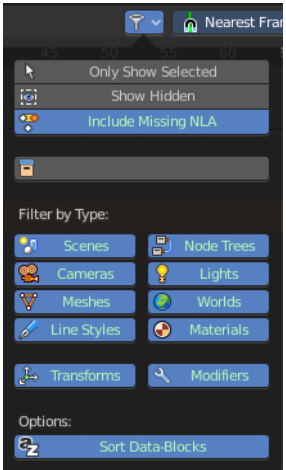 Nearest Fra
45 50 55 60
Only Show Selected
Show Hidden
Include Missing NLA
Filter by Type:
Scenes Node Trees
Cameras Lights
Meshes Worlds
Line Styles Materials
Transforms Modifiers
Options:
Sort Data-Blocks